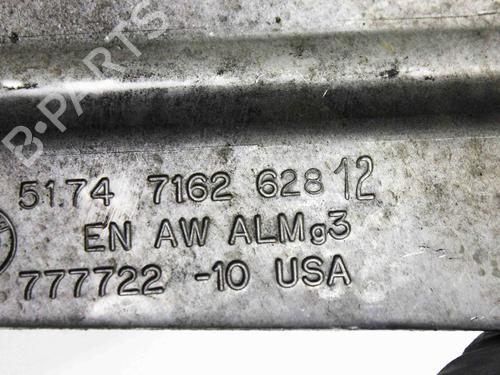 B-PARTS
51.74 7162 628 12
EN AW ALMg3
777722 -10 USA